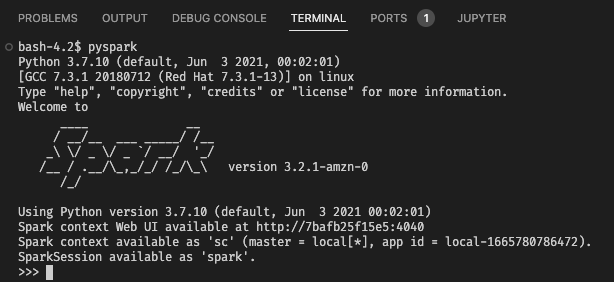 PROBLEMS OUTPUT DEBUG CONSOLE TERMINAL PORTS 1 JUPYTER
bash-4.2$ pyspark
Python 3.7.10 (default, Jun  3 2021, 00:02:01)
[GCC 7.3.1 20180712 (Red Hat 7.3.1-13)] on linux
Type "help", "copyright", "credits" or "license" for more information.
Welcome to
      ____              __
     / __/__  ___ _____/ /__
    _\ \/ _ \/ _ `/ __/  '_/
   /__ / .__/\_,_/_/ /_/\_\   version 3.2.1-amzn-0
      /_/
Using Python version 3.7.10 (default, Jun  3 2021 00:02:01)
Spark context Web UI available at http://7bafb25f15e5:4040
Spark context available as 'sc' (master = local[*], app id = local-1665780786472).
SparkSession available as 'spark'.
>>>